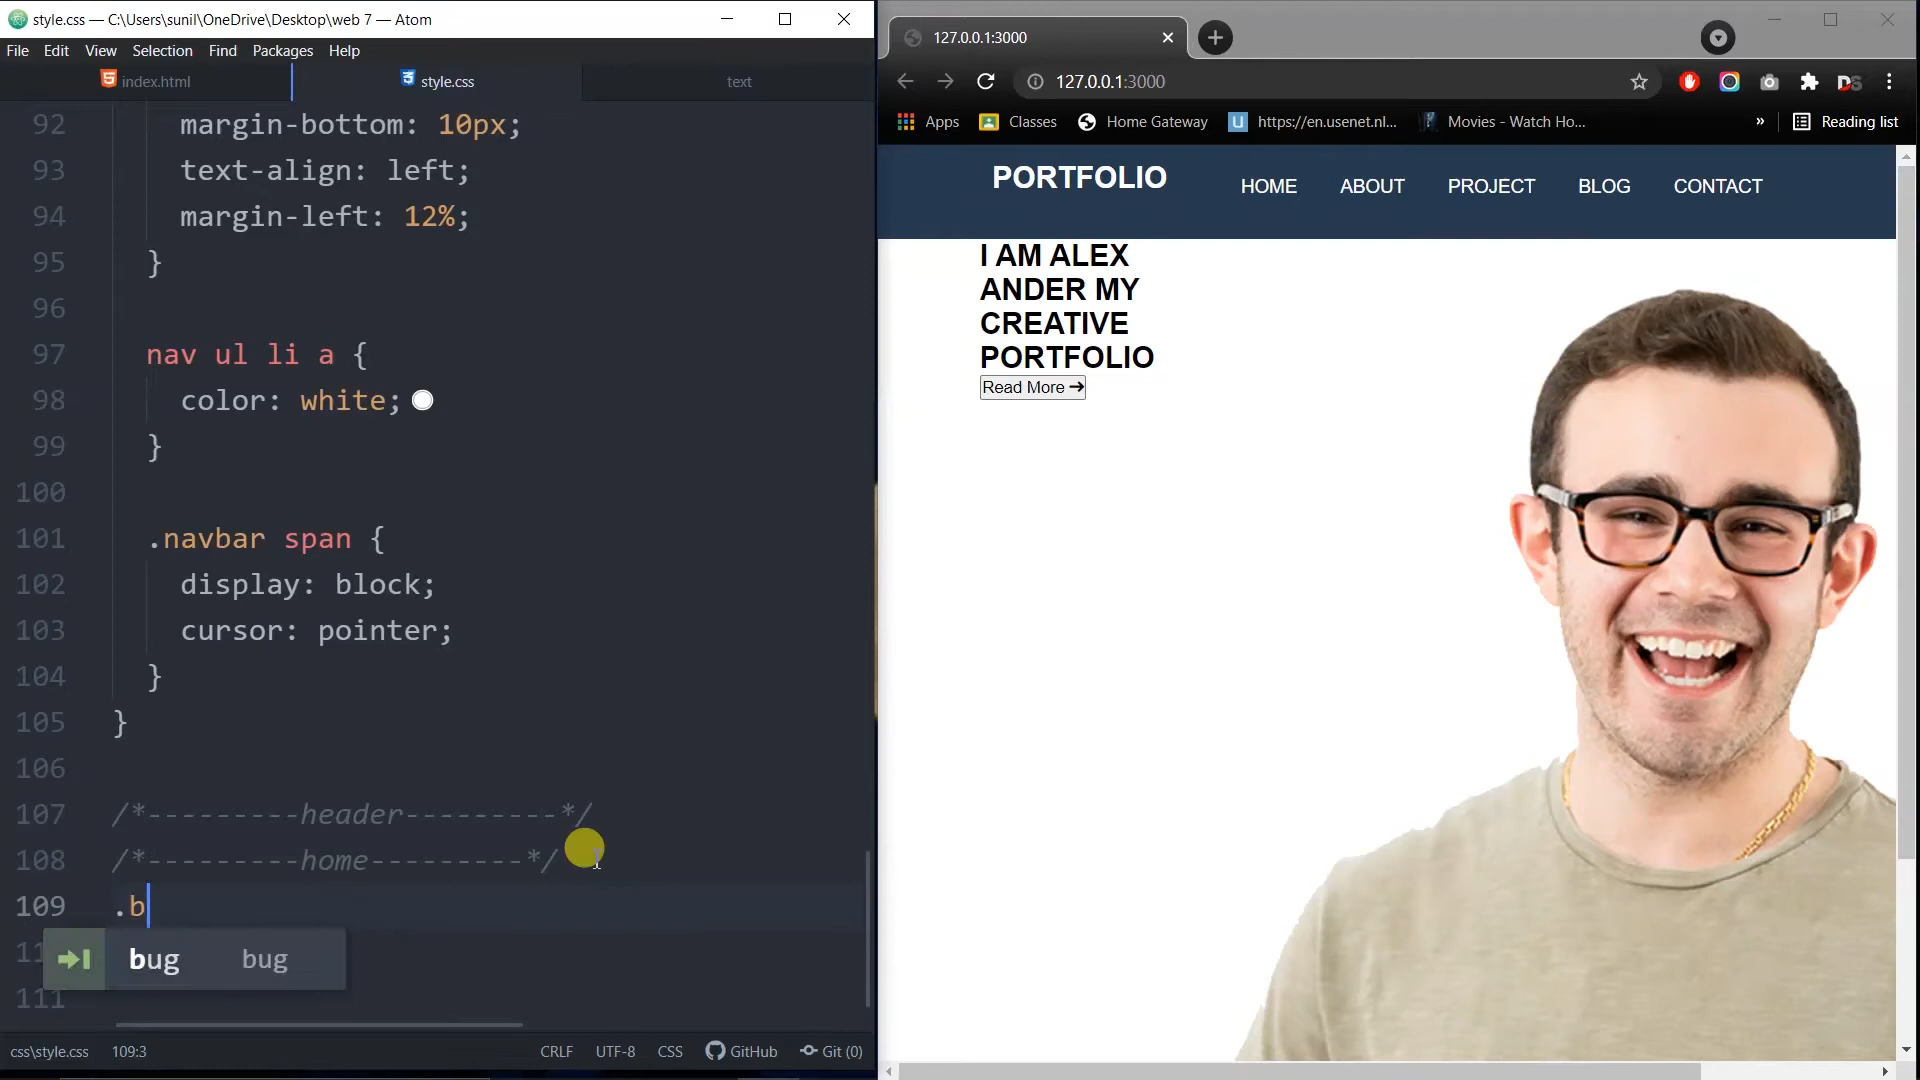 style.css — C:\Users\sunil\OneDrive\Desktop\web 7 — Atom
File Edit View Selection Find Packages Help
index.html style.css text
92 margin-bottom: 10px;
93 text-align: left;
94 margin-left: 12%;
95 }
96
97 nav ul li a {
98 color: white;
99 }
100
101 .navbar span {
102 display: block;
103 cursor: pointer;
104 }
105 }
106
107 /*---------header---------*/
108 /*---------home---------*/
109 .b
bug bug
111
css\style.css 109:3 CRLF UTF-8 CSS GitHub Git (0)
127.0.0.1:3000
127.0.0.1:3000
Apps Classes Home Gateway U https://en.usenet.nl... Movies - Watch Ho... » Reading list
PORTFOLIO HOME ABOUT PROJECT BLOG CONTACT
I AM ALEX
ANDER MY
CREATIVE
PORTFOLIO
Read More ➔